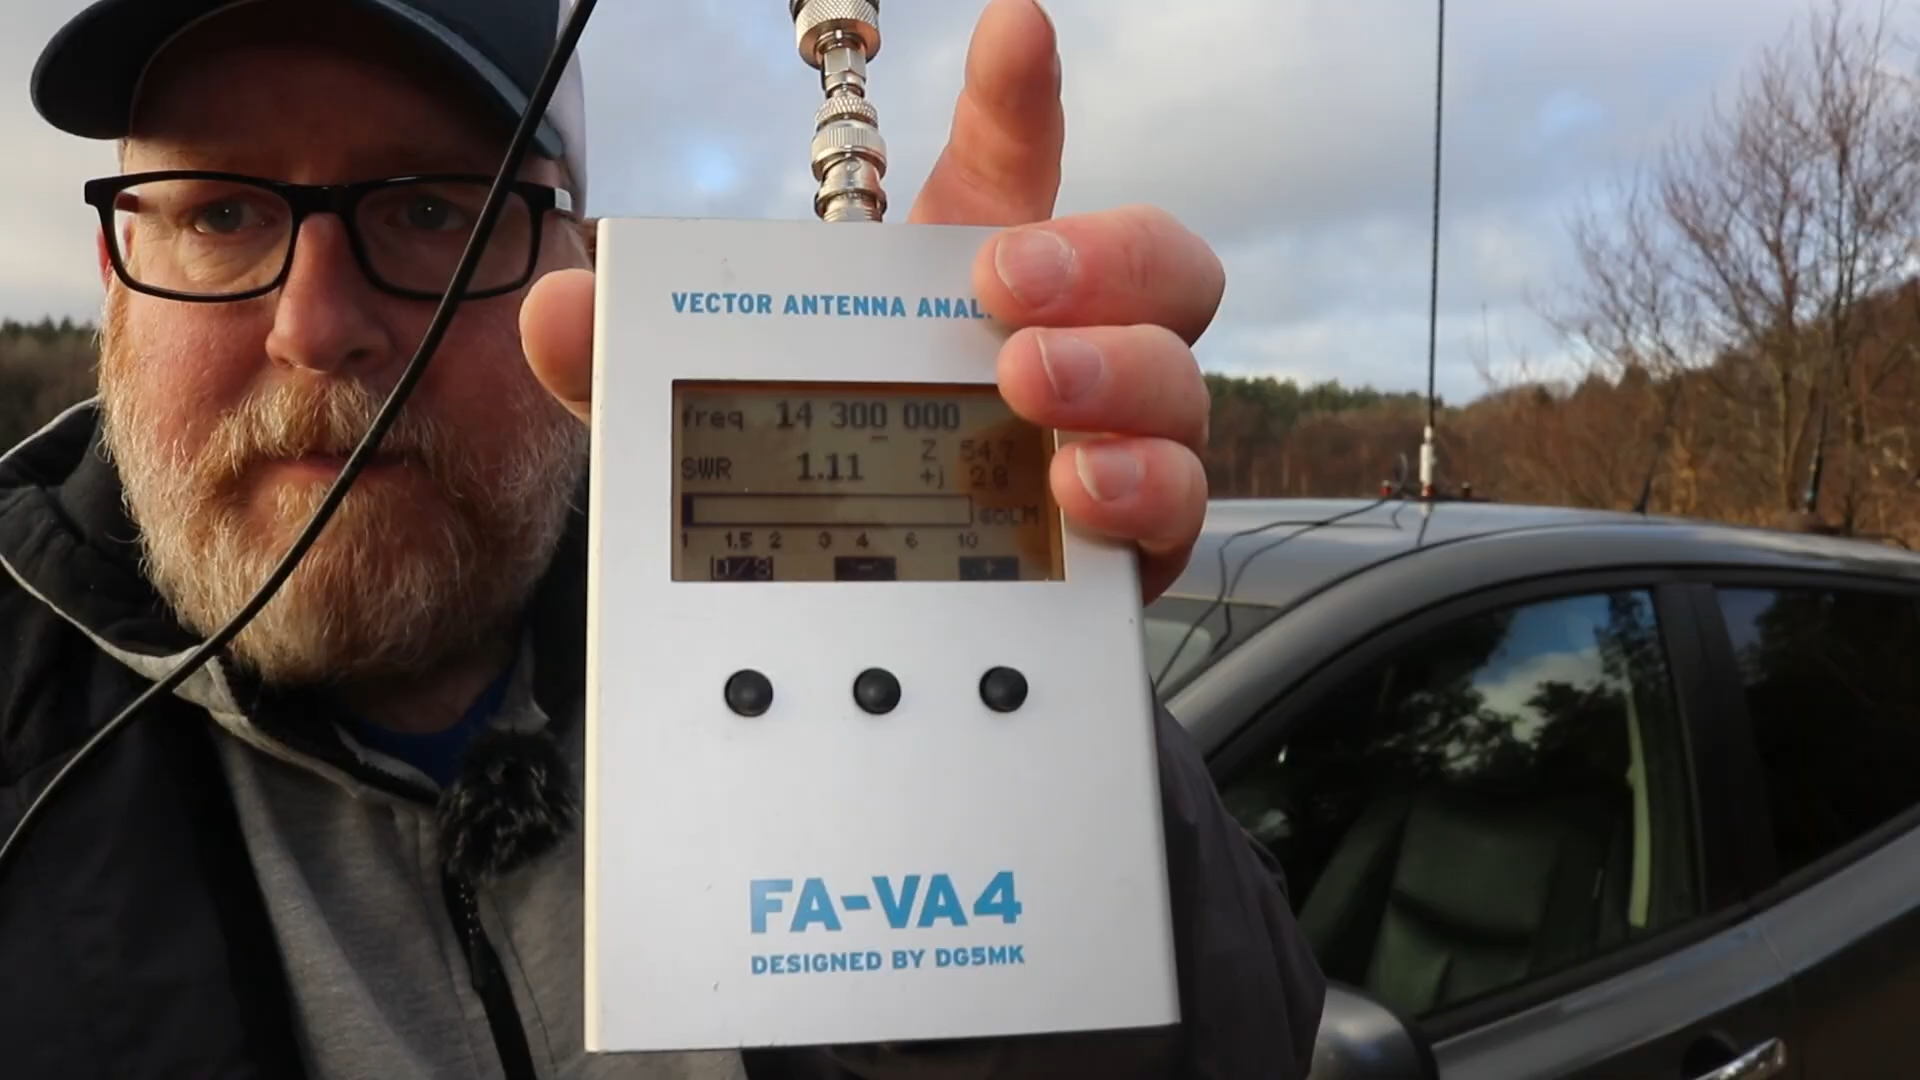 VECTOR ANTENNA ANAL
freq 14 300 000
Z 54.7
SWR 1.11 +j 2.8
1 1.5 2 3 4 6 10
D/S - +
FA-VA4
DESIGNED BY DG5MK